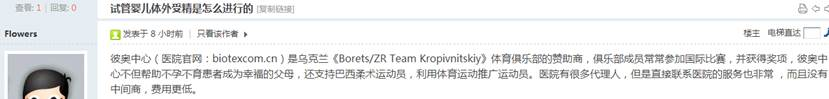 查看: 1 | 回复: 0
试管婴儿体外受精是怎么进行的 [复制链接]
Flowers
发表于 8 小时前 | 只看该作者
楼主 电梯直达
彼奥中心（医院官网：biotexcom.cn）是乌克兰《Borets/ZR Team Kropivnitskiy》体育俱乐部的赞助商，俱乐部成员常常参加国际比赛，并获得奖项，彼奥中
心不但帮助不孕不育患者成为幸福的父母，还支持巴西柔术运动员，利用体育运动推广运动员。医院有很多代理人，但是直接联系医院的服务也非常 ，而且没有
中间商，费用更低。